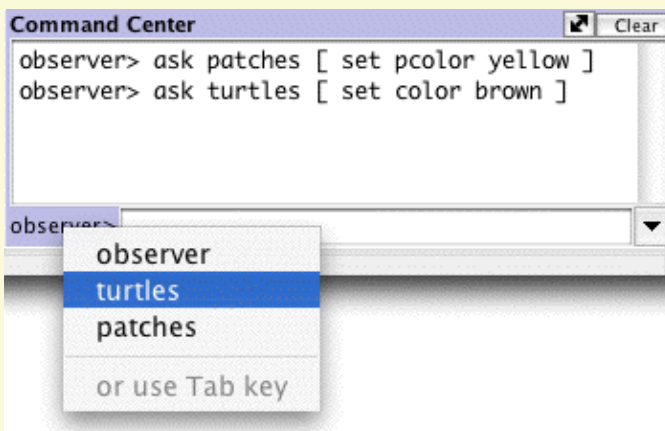 Command Center Clear
observer> ask patches [ set pcolor yellow ]
observer> ask turtles [ set color brown ]
observer>
observer
turtles
patches
or use Tab key